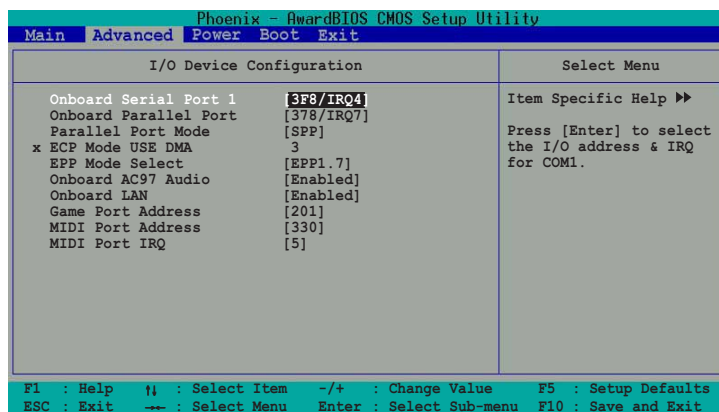 Phoenix - AwardBIOS CMOS Setup Utility
Main Advanced Power Boot Exit
I/O Device Configuration
Select Menu
Onboard Serial Port 1 [3F8/IRQ4]
Onboard Parallel Port [378/IRQ7]
Parallel Port Mode [SPP]
x ECP Mode USE DMA 3
EPP Mode Select [EPP1.7]
Onboard AC97 Audio [Enabled]
Onboard LAN [Enabled]
Game Port Address [201]
MIDI Port Address [330]
MIDI Port IRQ [5]
Item Specific Help ▸▸
Press [Enter] to select
the I/O address & IRQ
for COM1.
F1 : Help ↑↓ : Select Item -/+ : Change Value F5 : Setup Defaults
ESC : Exit →← : Select Menu Enter : Select Sub-menu F10 : Save and Exit